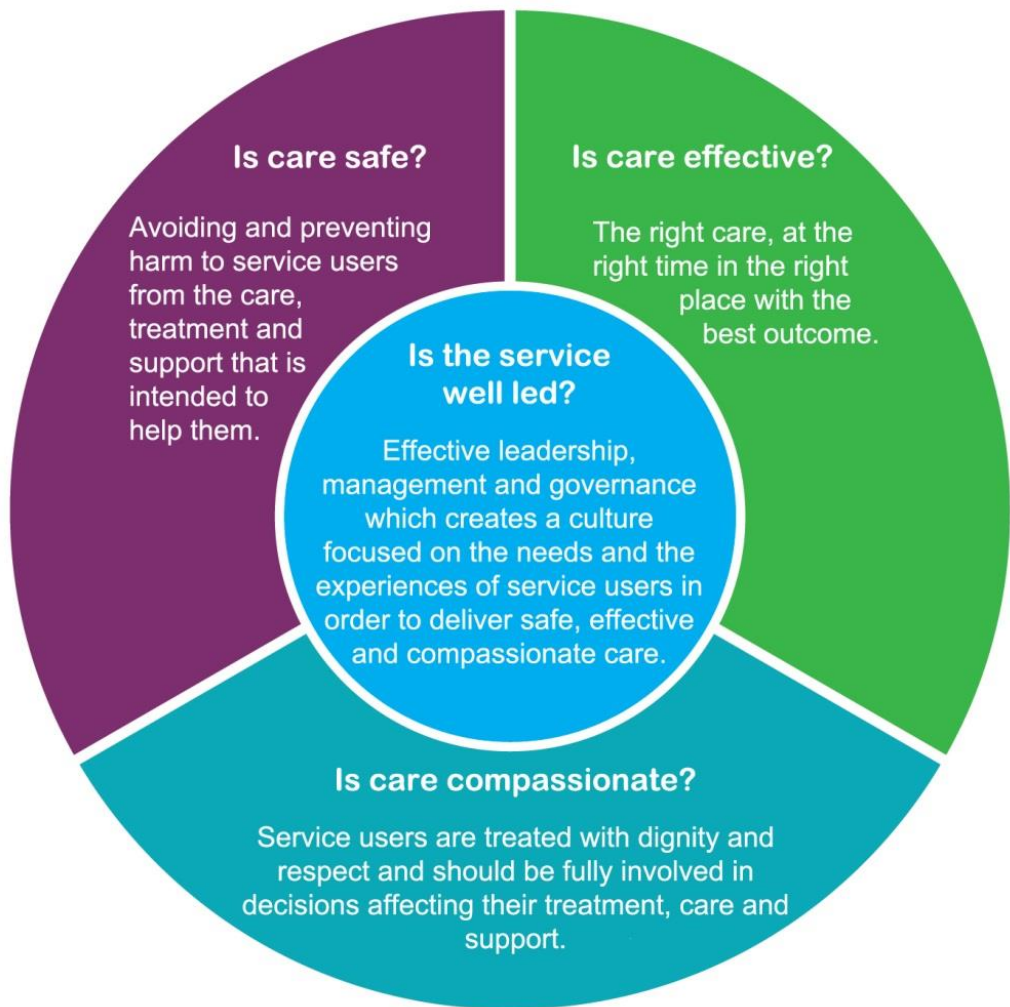 Is care safe?
Avoiding and preventing
harm to service users
from the care,
treatment and
support that is
intended to
help them.
Is care effective?
The right care, at the
right time in the right
place with the
best outcome.
Is the service
well led?
Effective leadership,
management and governance
which creates a culture
focused on the needs and the
experiences of service users in
order to deliver safe, effective
and compassionate care.
Is care compassionate?
Service users are treated with dignity and
respect and should be fully involved in
decisions affecting their treatment, care and
support.